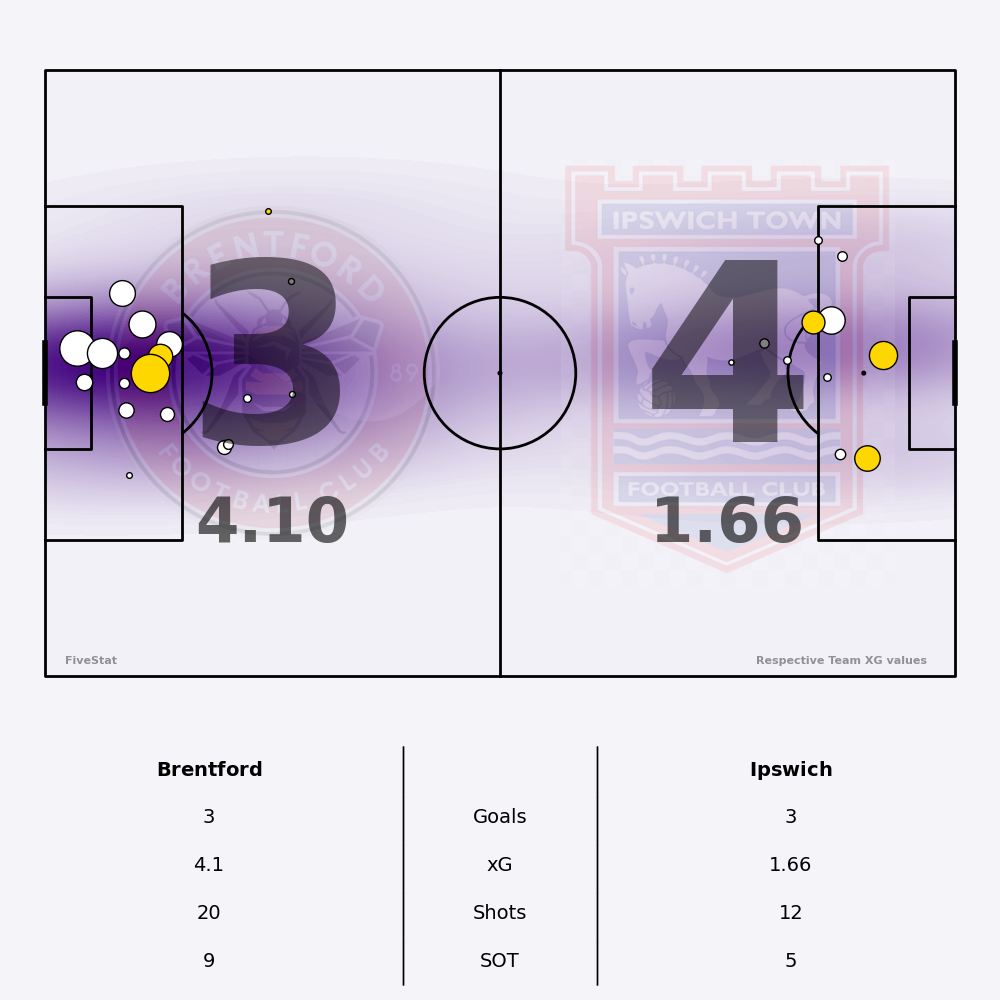 BRENTFORD
FOOTBALL CLUB
89
IPSWICH TOWN
FOOTBALL CLUB
3
4
4.10
1.66
FiveStat
Respective Team XG values
Brentford
Ipswich
3
Goals
3
4.1
xG
1.66
20
Shots
12
9
SOT
5